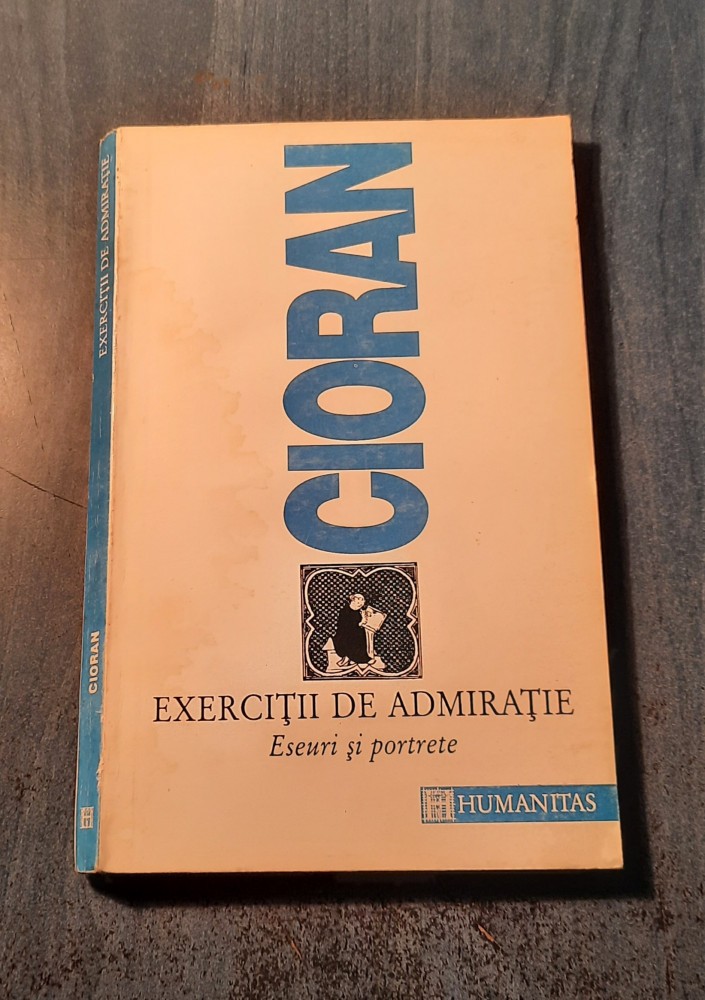 CIORAN
EXERCIŢII DE ADMIRAŢIE
Eseuri şi portrete
HUMANITAS
EXERCIŢII DE ADMIRAŢIE
CIORAN